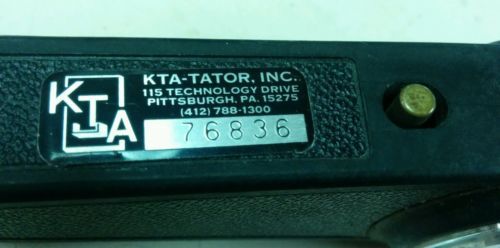 KTA
KTA-TATOR, INC.
115 TECHNOLOGY DRIVE
PITTSBURGH, PA. 15275
(412) 788-1300
76836